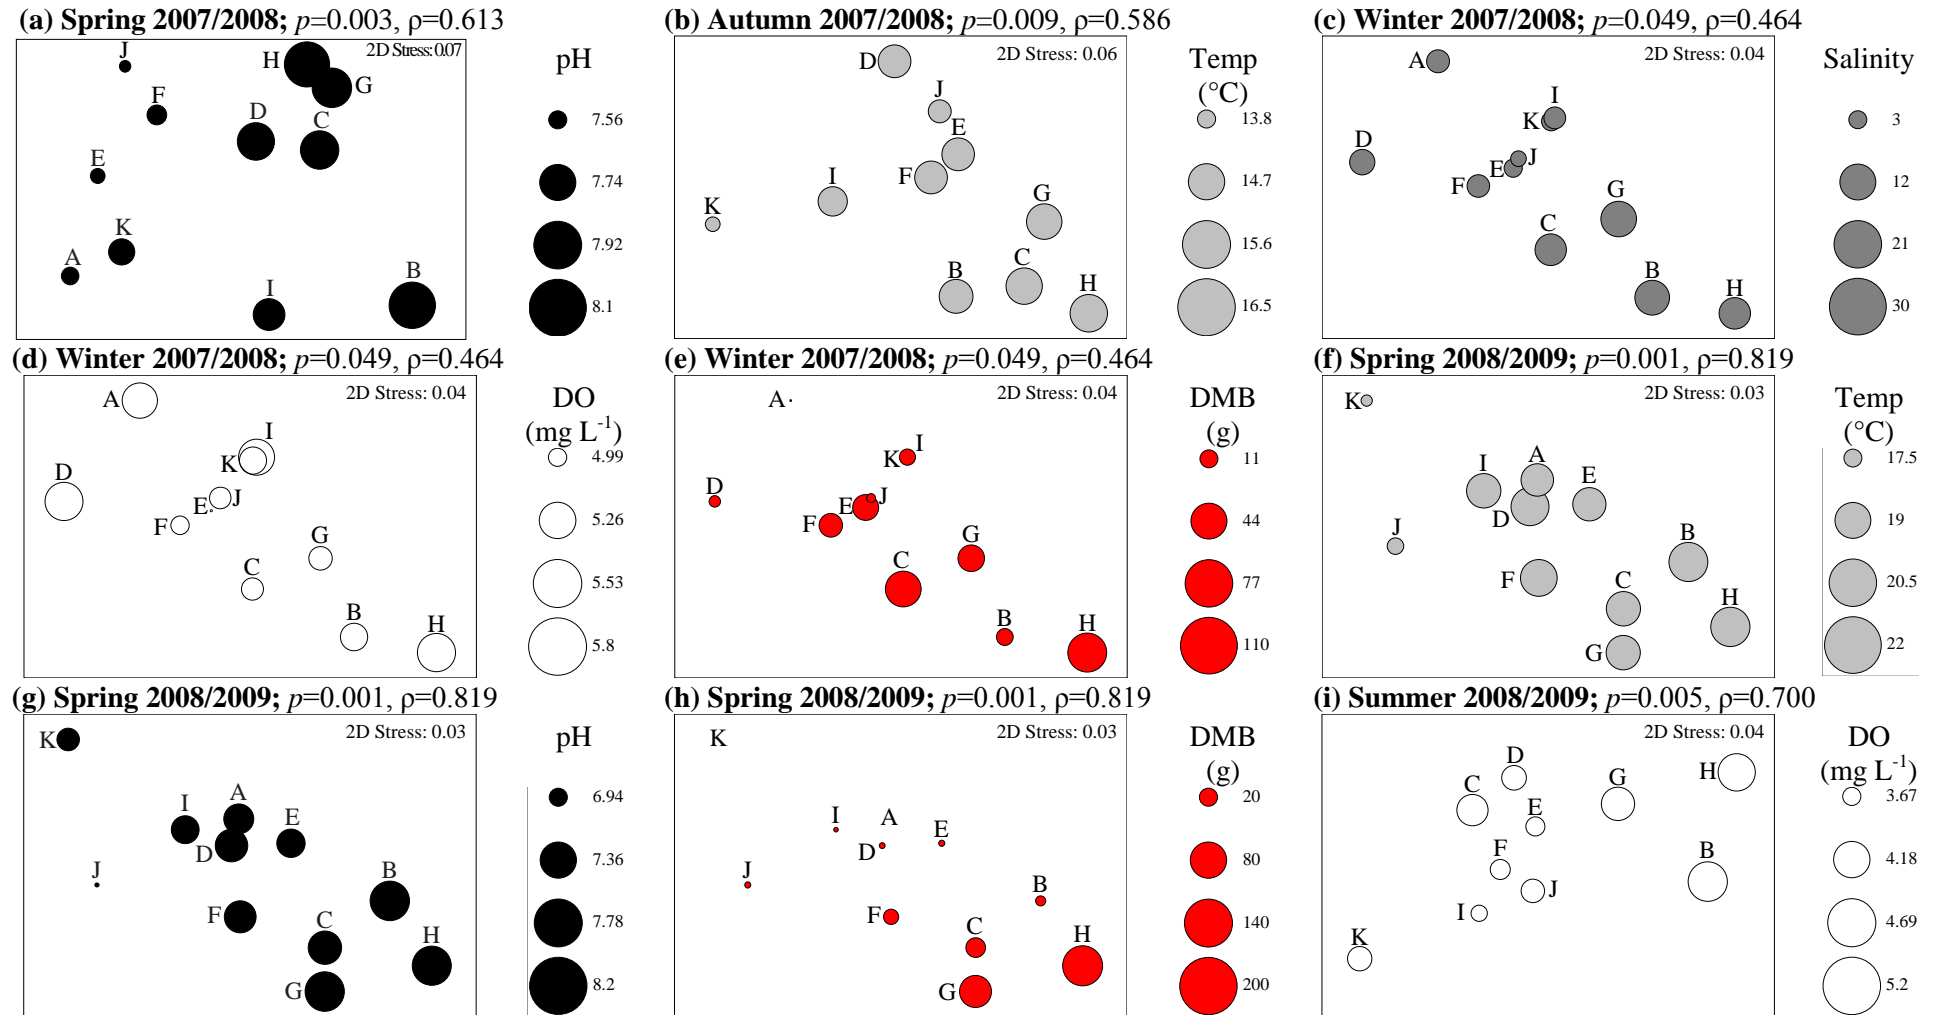 (a) Spring 2007/2008; p=0.003, ρ=0.613
2D Stress: 0.07
J
H
G
F
D
C
E
K
A
I
B
pH
7.56
7.74
7.92
8.1
(b) Autumn 2007/2008; p=0.009, ρ=0.586
2D Stress: 0.06
D
J
E
F
I
K
G
B
C
H
Temp
(°C)
13.8
14.7
15.6
16.5
(c) Winter 2007/2008; p=0.049, ρ=0.464
2D Stress: 0.04
A
I
K
D
J
E
F
G
C
B
H
Salinity
3
12
21
30
(d) Winter 2007/2008; p=0.049, ρ=0.464
2D Stress: 0.04
A
I
K
D
J
E
F
G
C
B
H
DO
(mg L-1)
4.99
5.26
5.53
5.8
(e) Winter 2007/2008; p=0.049, ρ=0.464
2D Stress: 0.04
A
I
K
D
J
E
F
G
C
B
H
DMB
(g)
11
44
77
110
(f) Spring 2008/2009; p=0.001, ρ=0.819
2D Stress: 0.03
K
A
I
E
D
J
B
F
C
H
G
Temp
(°C)
17.5
19
20.5
22
(g) Spring 2008/2009; p=0.001, ρ=0.819
2D Stress: 0.03
K
A
I
E
D
J
B
F
C
H
G
pH
6.94
7.36
7.78
8.2
(h) Spring 2008/2009; p=0.001, ρ=0.819
2D Stress: 0.03
K
I
A
E
D
J
B
F
C
H
G
DMB
(g)
20
80
140
200
(i) Summer 2008/2009; p=0.005, ρ=0.700
2D Stress: 0.04
D
H
C
G
E
F
B
J
I
K
DO
(mg L-1)
3.67
4.18
4.69
5.2